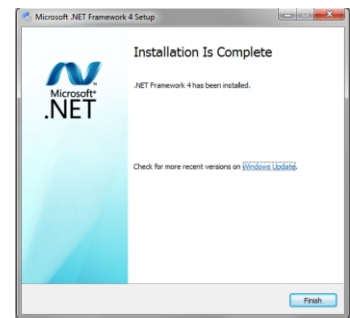 Microsoft .NET Framework 4 Setup
Installation Is Complete
.NET Framework 4 has been installed.
Microsoft®
.NET
Check for more recent versions on Windows Update.
Finish